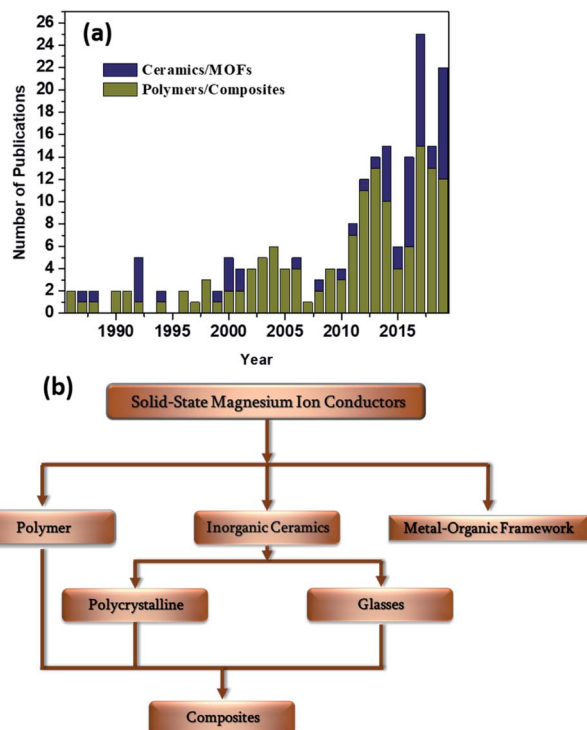 (a)
Ceramics/MOFs
Polymers/Composites
Number of Publications
26
24
22
20
18
16
14
12
10
8
6
4
2
0
1990 1995 2000 2005 2010 2015
Year
(b)
Solid-State Magnesium Ion Conductors
Polymer Inorganic Ceramics Metal-Organic Framework
Polycrystalline Glasses
Composites